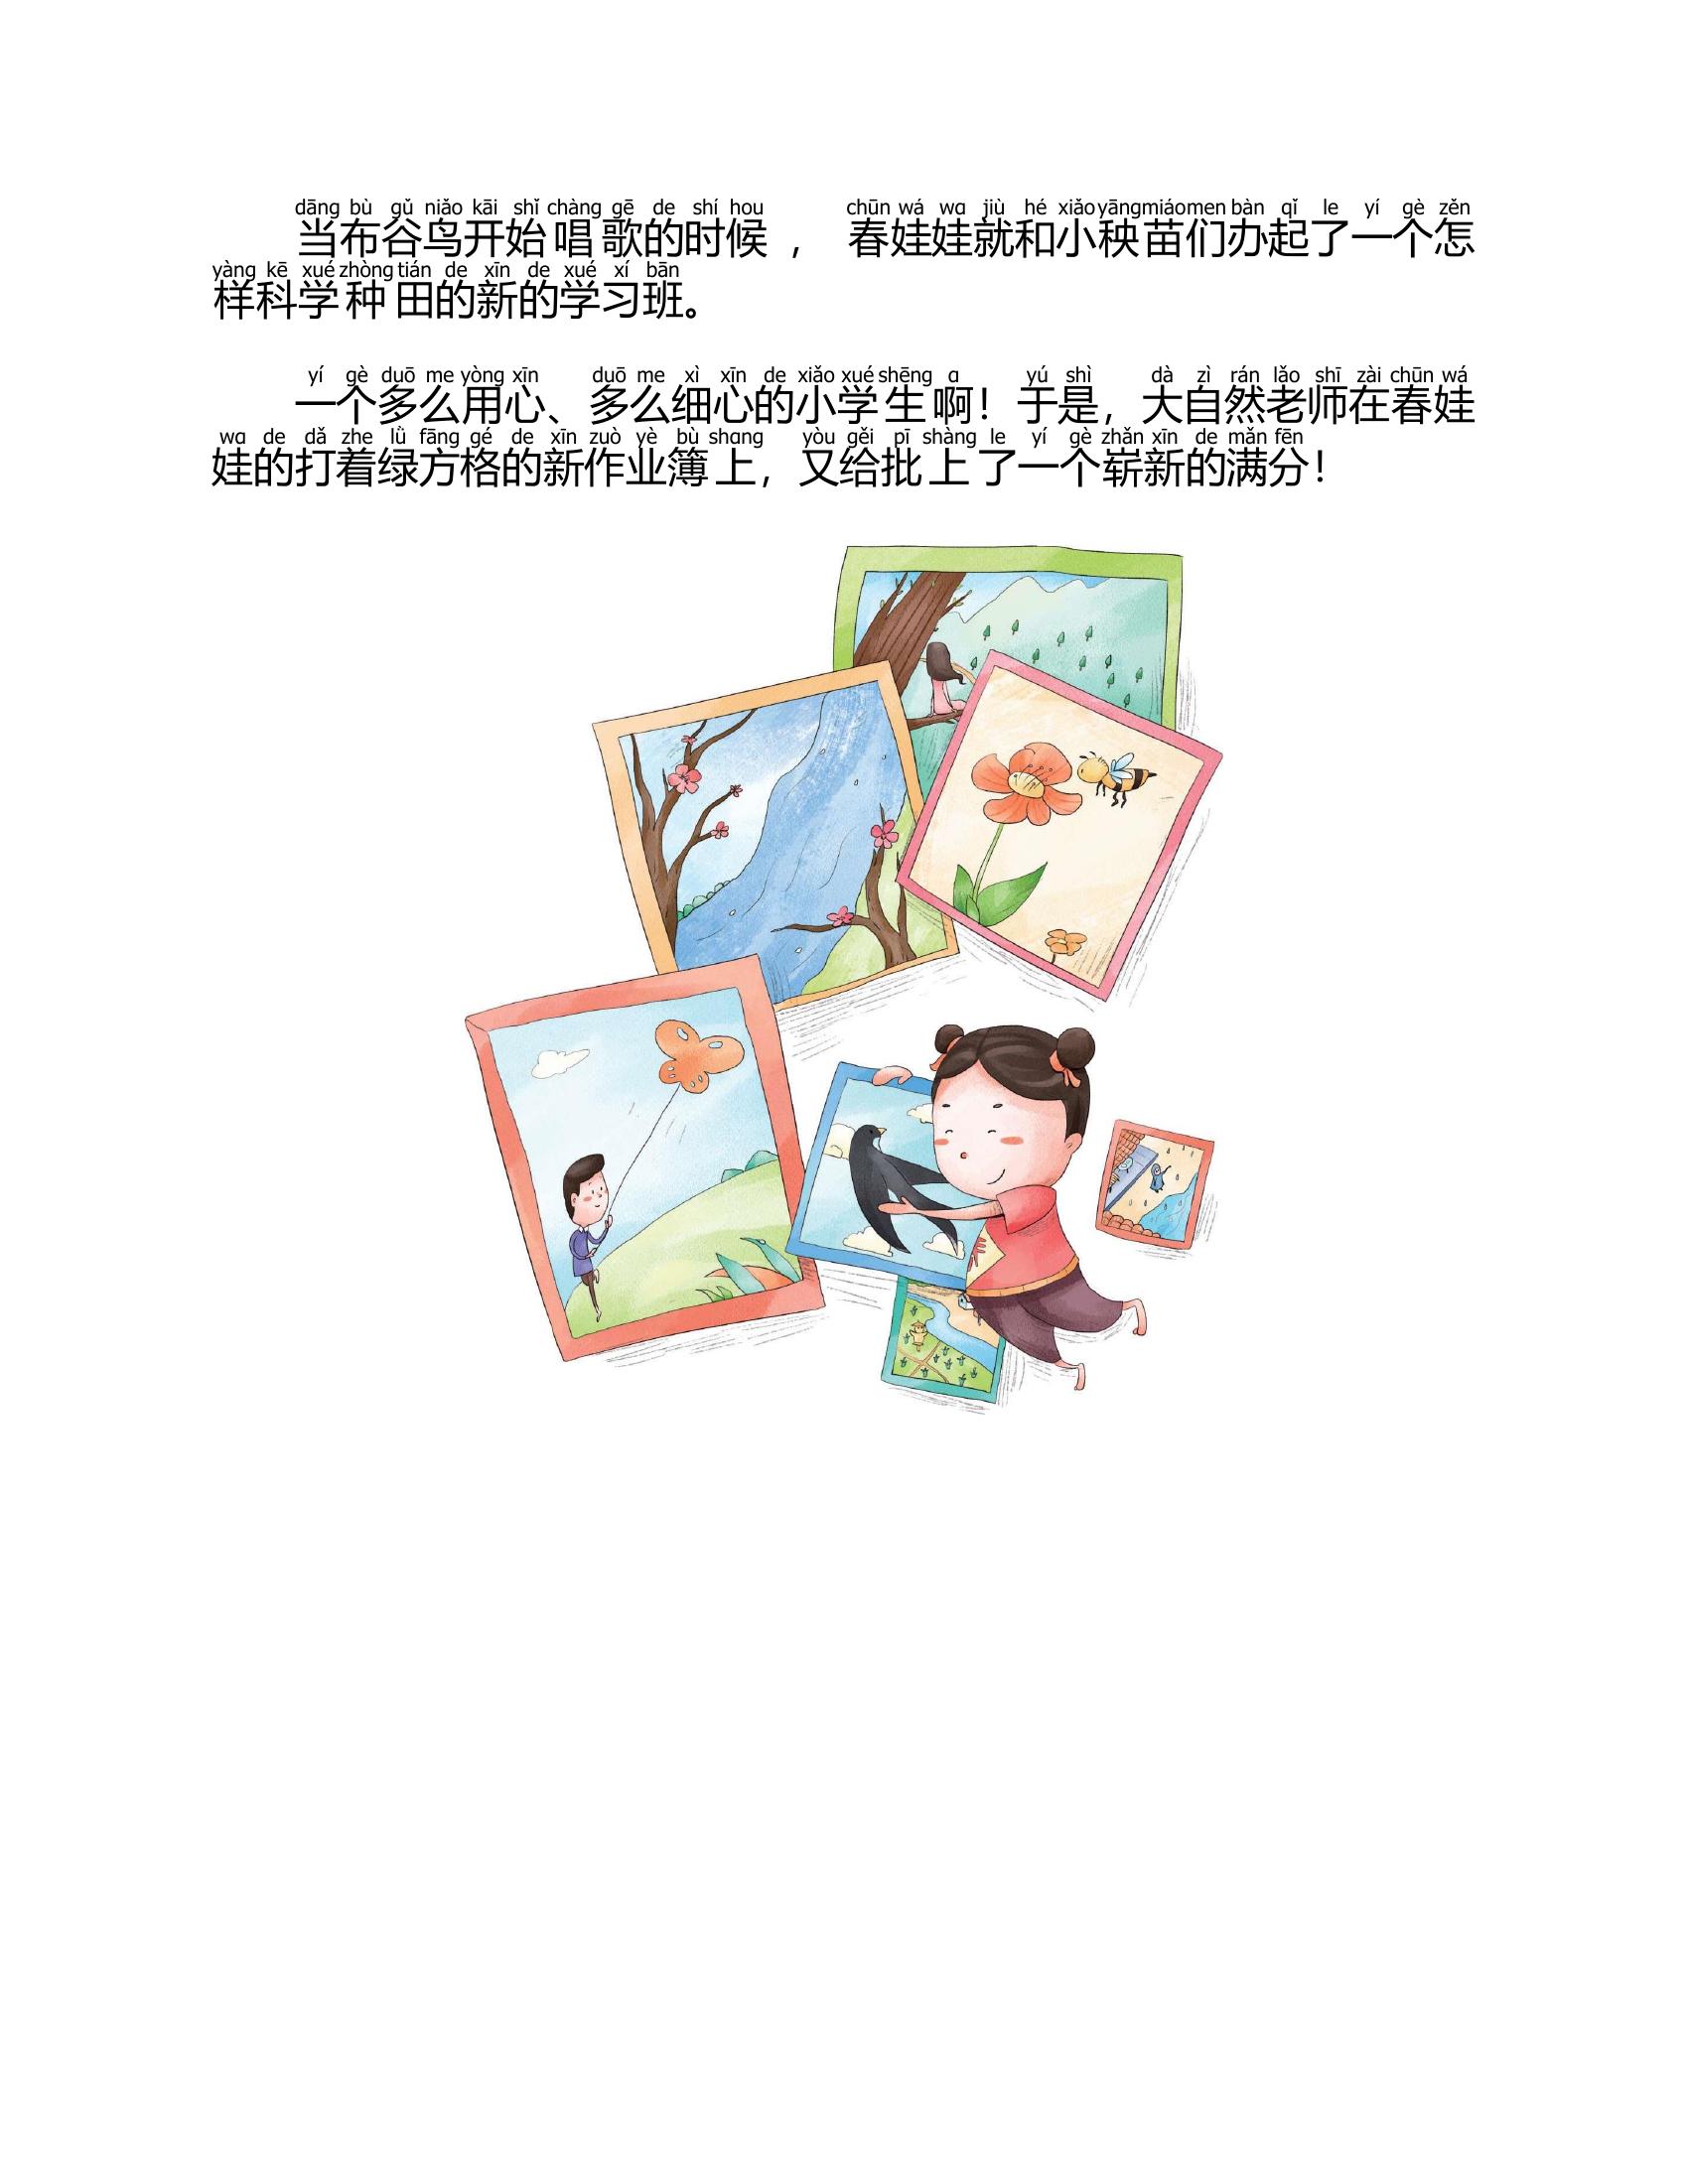 dāng bù gǔ niǎo kāi shǐ chàng gē de shí hou chūn wá wɑ jiù hé xiǎo yāng miáo men bàn qǐ le yí gè zěn
当布谷鸟开始唱歌的时候，春娃娃就和小秧苗们办起了一个怎
yàng kē xué zhòng tián de xīn de xué xí bān
样科学种田的新的学习班。
yí gè duō me yòng xīn duō me xì xīn de xiǎo xué shēng ɑ yú shì dà zì rán lǎo shī zài chūn wá
一个多么用心、多么细心的小学生啊！于是，大自然老师在春娃
wɑ de dǎ zhe lǜ fāng gé de xīn zuò yè bù shɑng yòu gěi pī shàng le yí gè zhǎn xīn de mǎn fēn
娃的打着绿方格的新作业簿上，又给批上了一个崭新的满分！